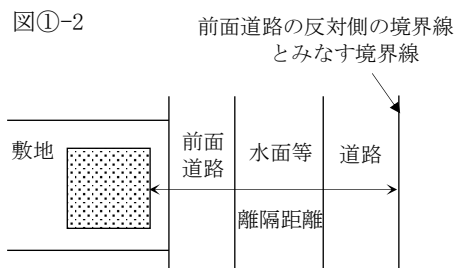 図①-2
前面道路の反対側の境界線
とみなす境界線
敷地
前面
道路
水面等
道路
離隔距離